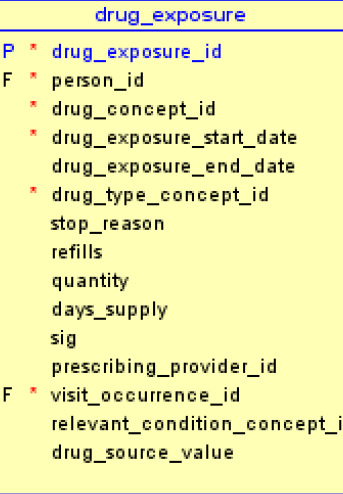 drug_exposure
P * drug_exposure_id
F * person_id
* drug_concept_id
* drug_exposure_start_date
drug_exposure_end_date
* drug_type_concept_id
stop_reason
refills
quantity
days_supply
sig
prescribing_provider_id
F * visit_occurrence_id
relevant_condition_concept_i
drug_source_value